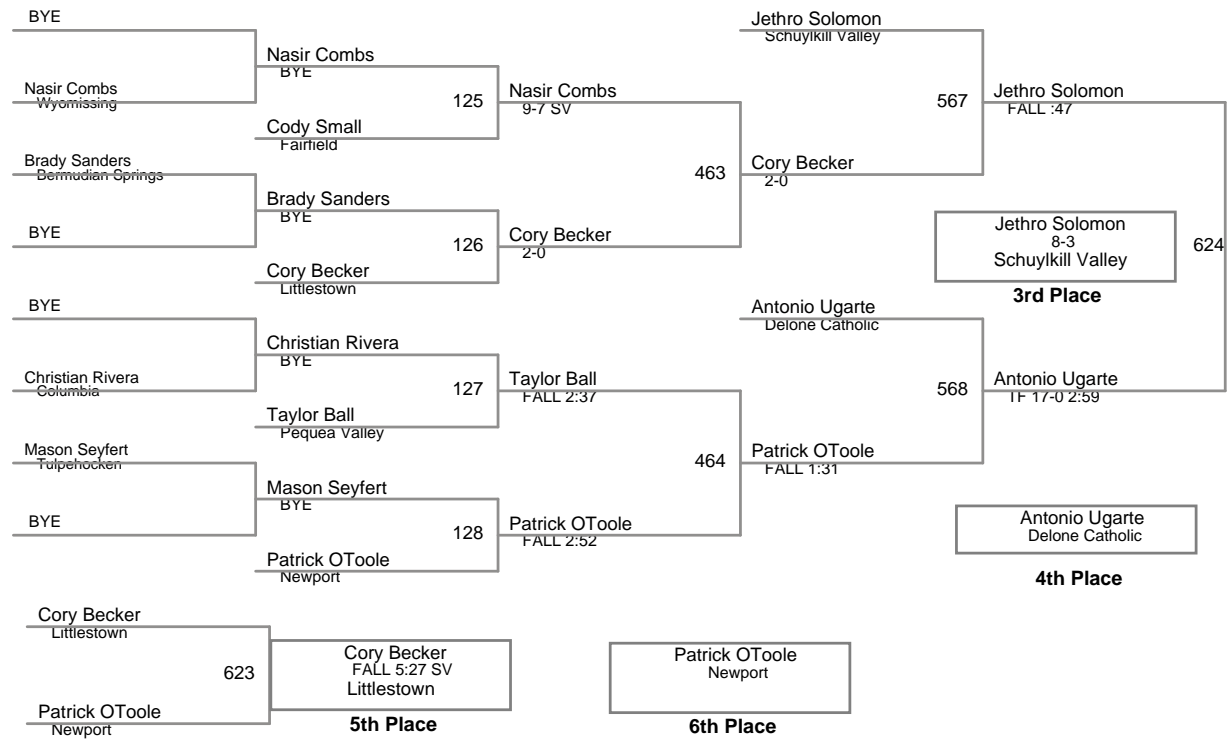 BYE
Nasir Combs
Wyomissing
Brady Sanders
Bermudian Springs
BYE
BYE
Christian Rivera
Columbia
Mason Seyfert
Tulpehocken
BYE
Nasir Combs
BYE
125
Cody Small
Fairfield
Brady Sanders
BYE
126
Cory Becker
Littlestown
Christian Rivera
BYE
127
Taylor Ball
Pequea Valley
Mason Seyfert
BYE
128
Patrick OToole
Newport
Nasir Combs
9-7 SV
463
Cory Becker
2-0
Taylor Ball
FALL 2:37
464
Patrick OToole
FALL 2:52
Jethro Solomon
Schuylkill Valley
567
Cory Becker
2-0
Antonio Ugarte
Delone Catholic
568
Patrick OToole
FALL 1:31
Jethro Solomon
FALL :47
624
Antonio Ugarte
TF 17-0 2:59
Jethro Solomon
8-3
Schuylkill Valley
3rd Place
Antonio Ugarte
Delone Catholic
4th Place
Cory Becker
Littlestown
623
Patrick OToole
Newport
Cory Becker
FALL 5:27 SV
Littlestown
5th Place
Patrick OToole
Newport
6th Place